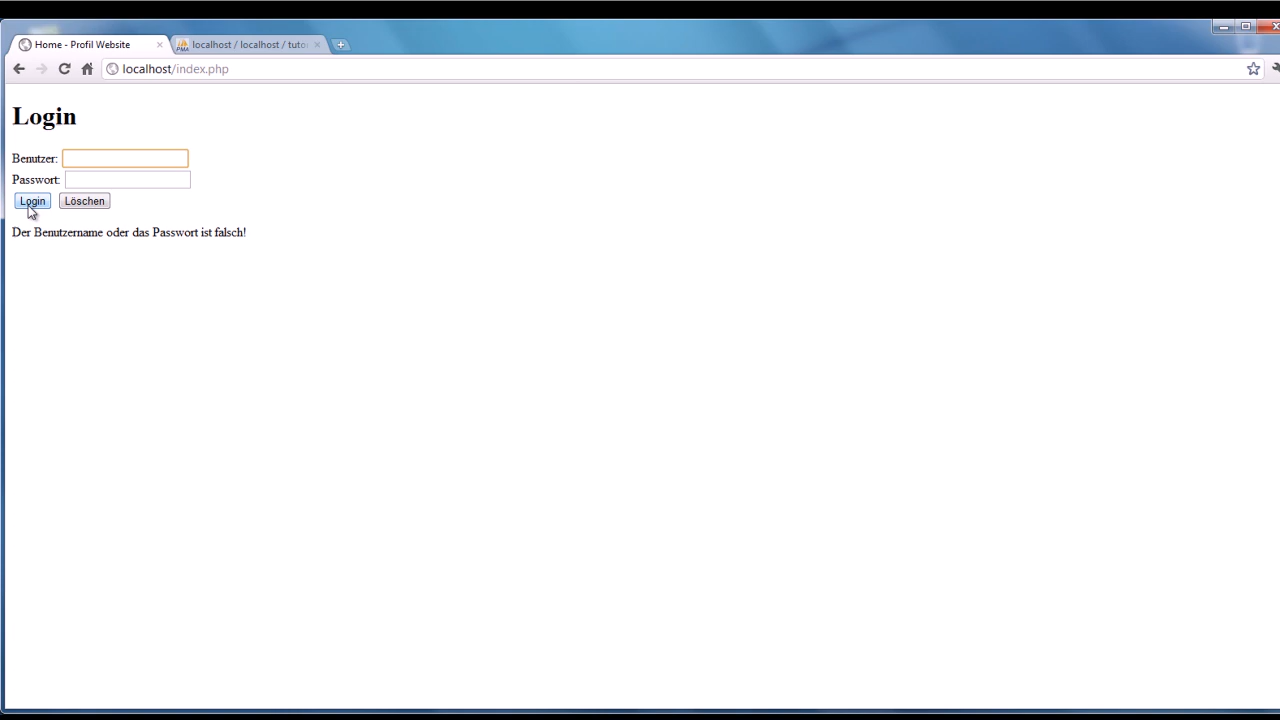 Home - Profil Website
localhost / localhost / tuto
localhost/index.php
Login
Benutzer:
Passwort:
Login Löschen
Der Benutzername oder das Passwort ist falsch!